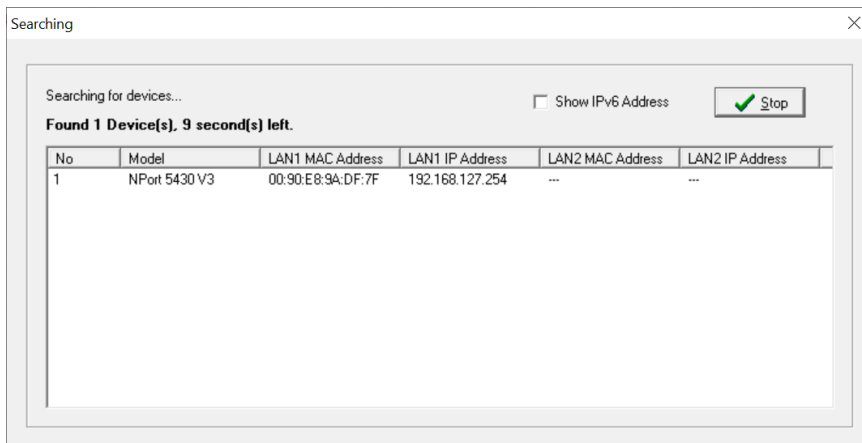 Searching
Searching for devices...
Show IPv6 Address
Stop
Found 1 Device(s), 9 second(s) left.
No Model LAN1 MAC Address LAN1 IP Address LAN2 MAC Address LAN2 IP Address
1 NPort 5430 V3 00:90:E8:9A:DF:7F 192.168.127.254 --- ---